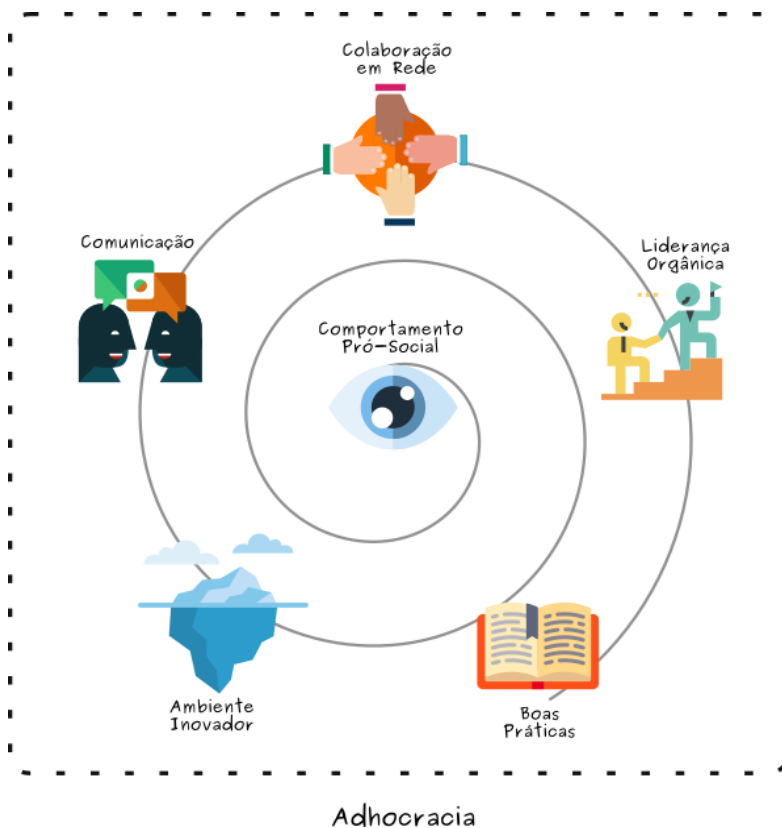 Colaboração
em Rede
Comunicação
Liderança
Orgânica
Comportamento
Pró-Social
Ambiente
Inovador
Boas
Práticas
Adhocracia